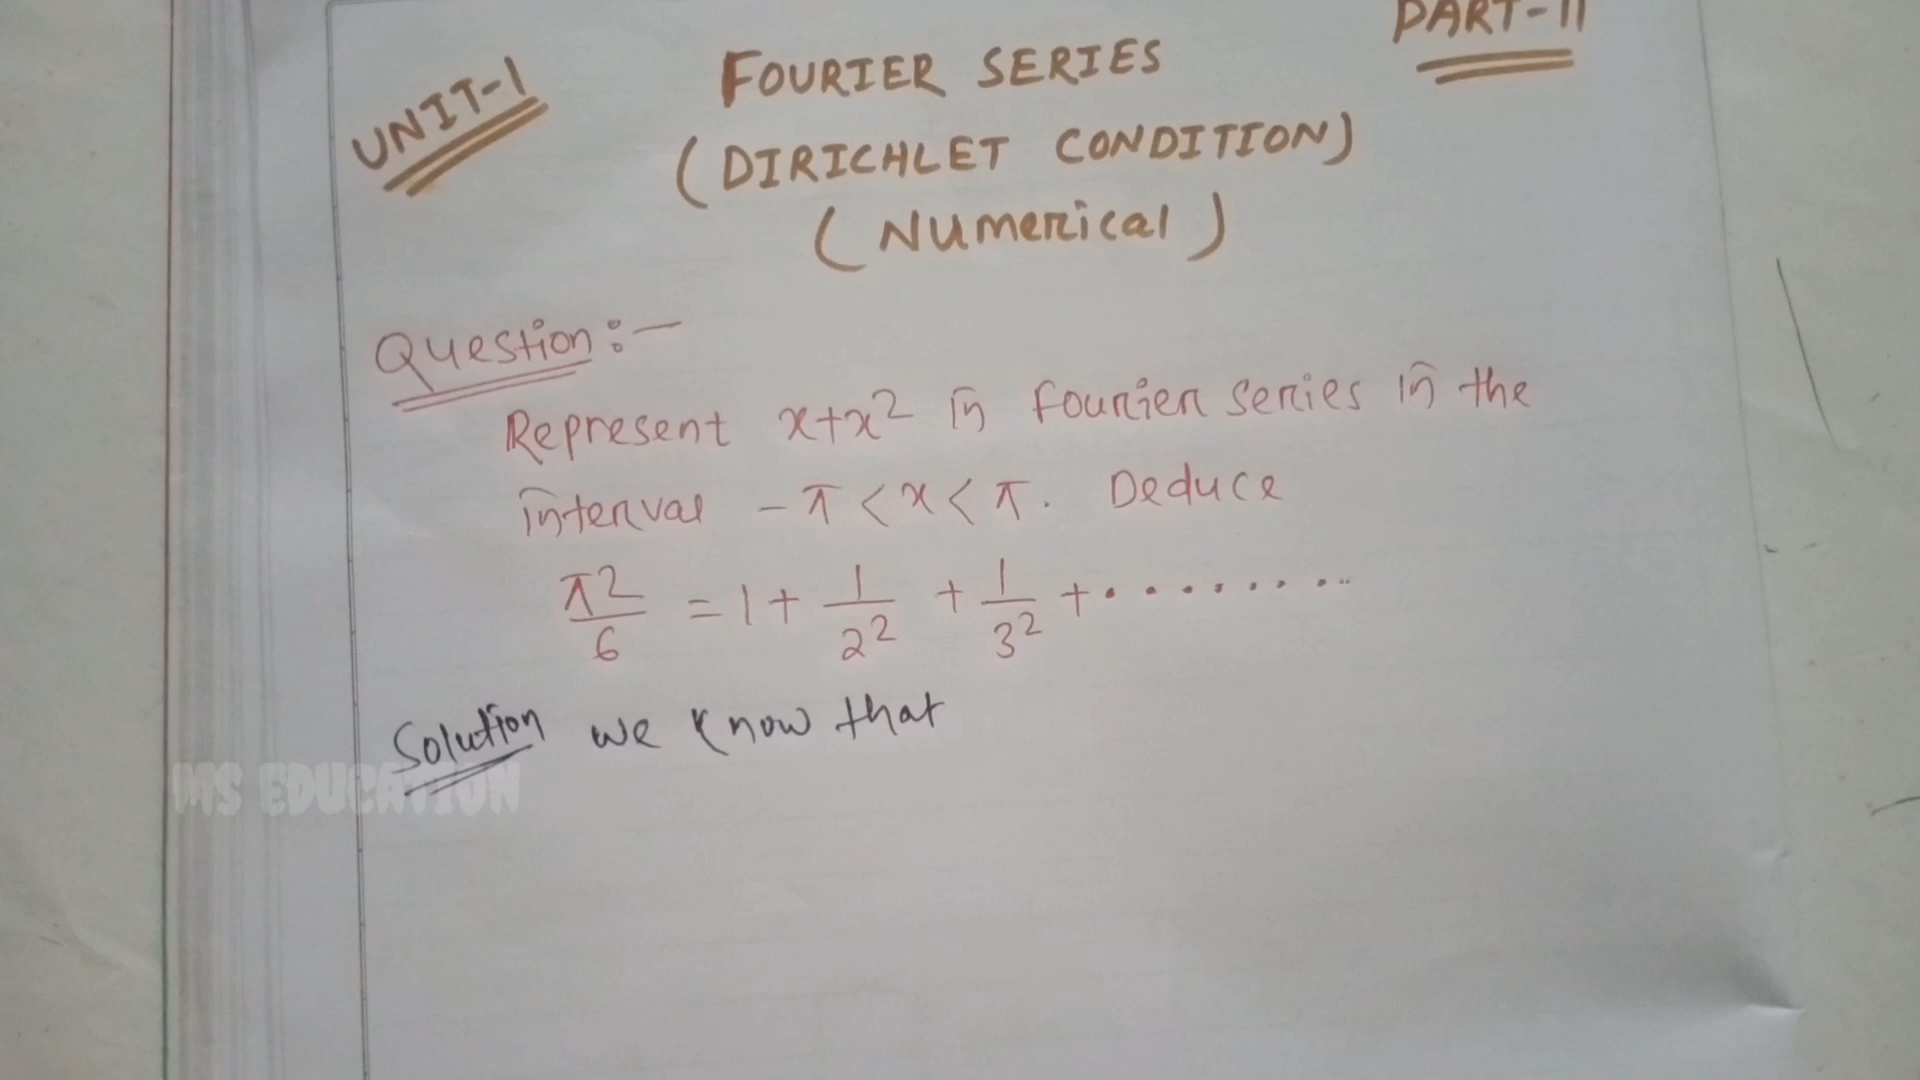 UNIT-1
FOURIER SERIES
PART-II
(DIRICHLET CONDITION)
(Numerical)
Question:-
Represent x+x² in fourier series in the
interval -π<x<π. Deduce
π²/6 = 1 + 1/2² + 1/3² + .........
Solution we know that
MS EDUCATION